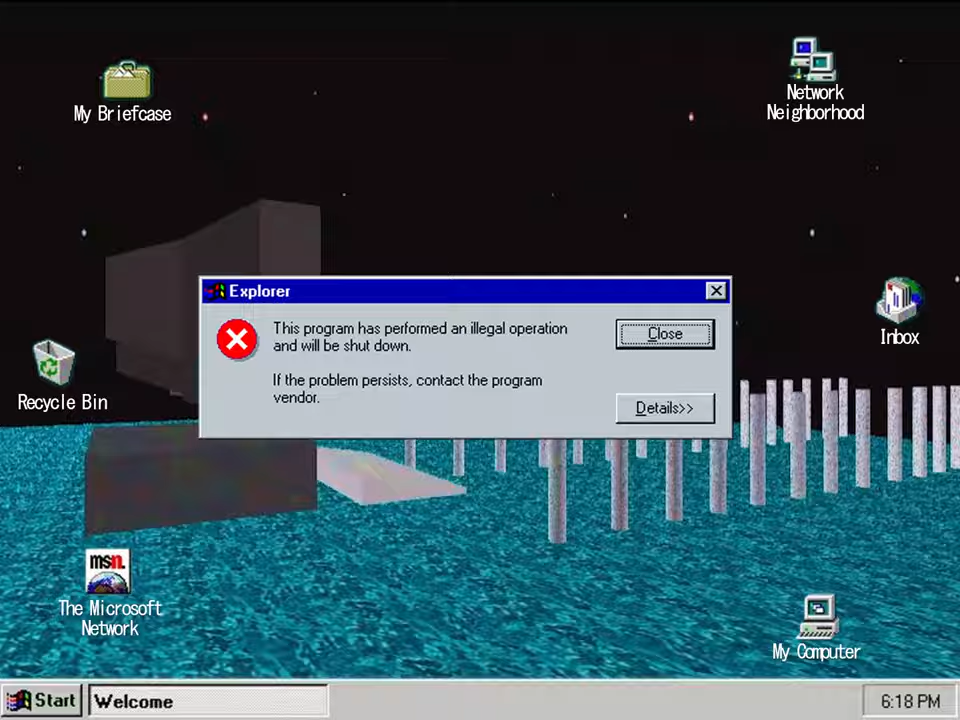 My Briefcase
Network
Neighborhood
Explorer
This program has performed an illegal operation
and will be shut down.
If the problem persists, contact the program
vendor.
Close
Details>>
Inbox
Recycle Bin
msn.
The Microsoft
Network
My Computer
Start
Welcome
6:18 PM